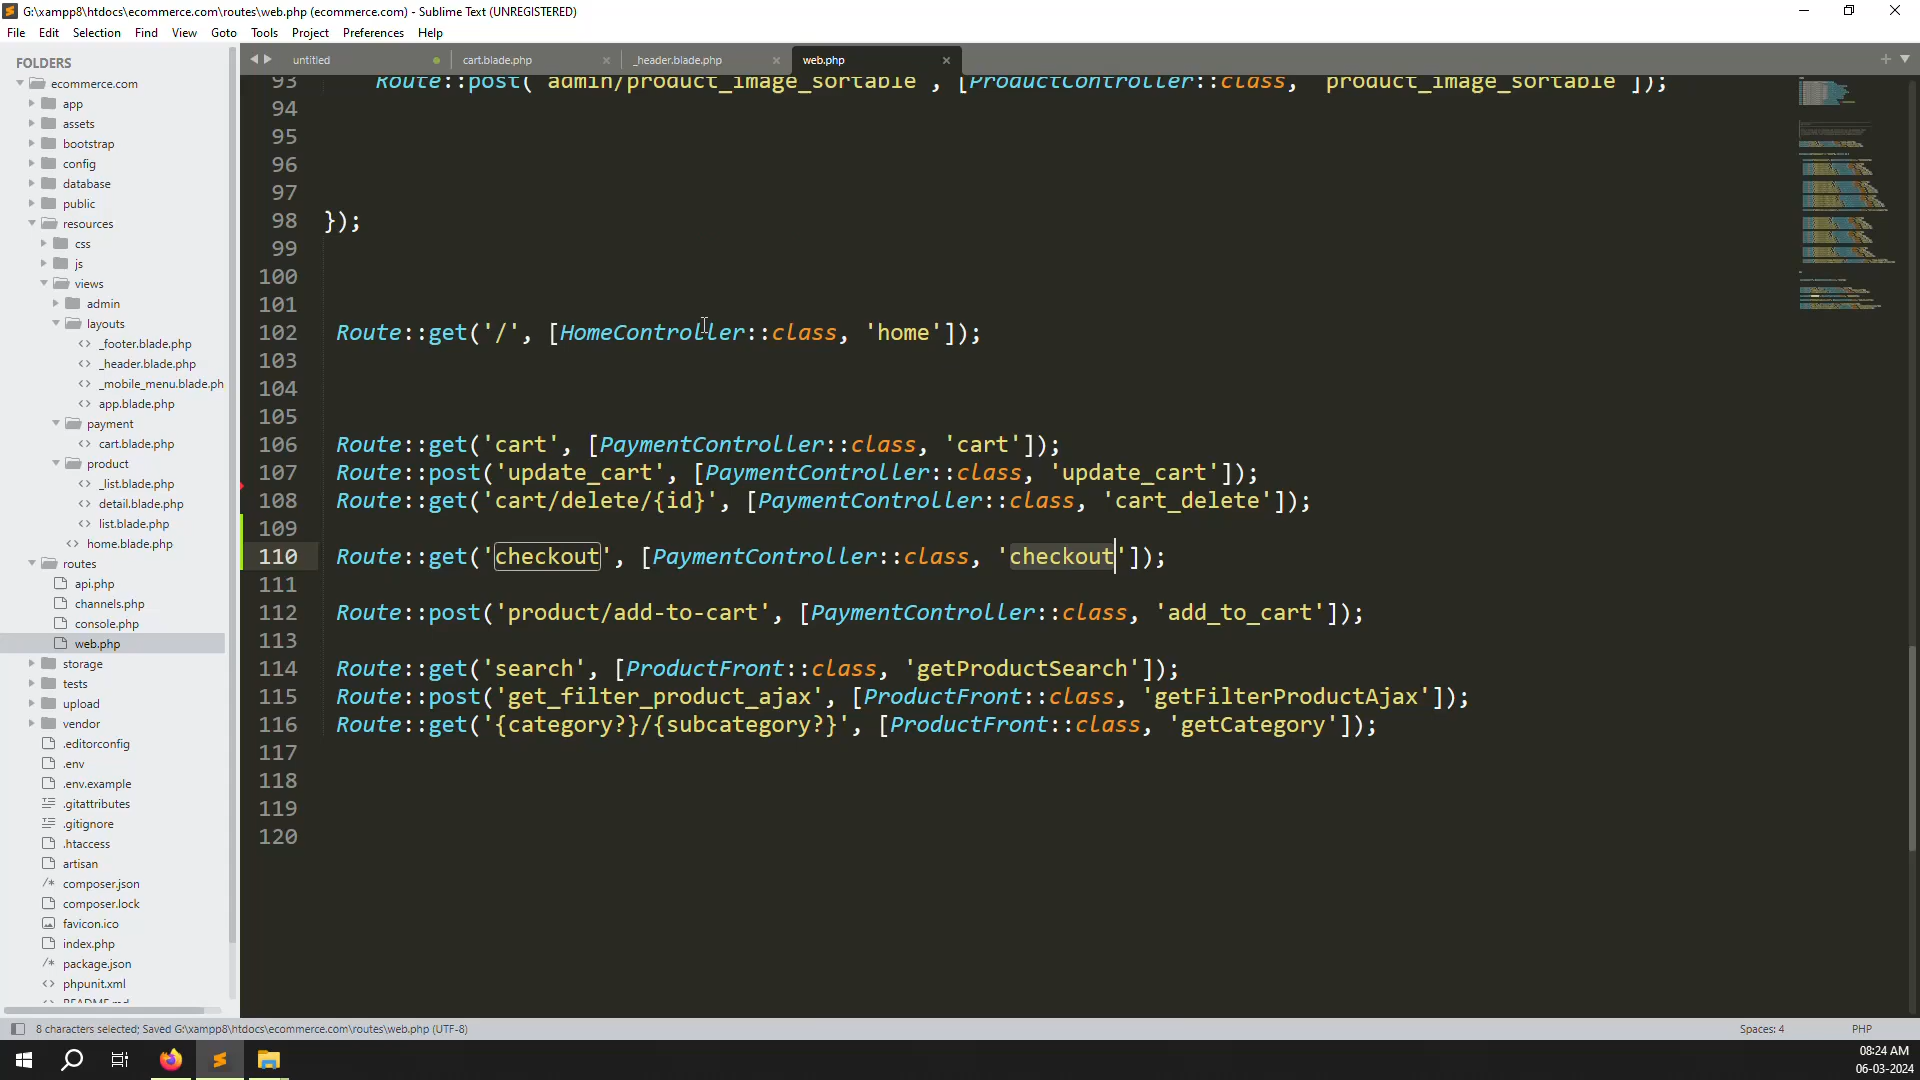 G:\xampp8\htdocs\ecommerce.com\routes\web.php (ecommerce.com) - Sublime Text (UNREGISTERED)
File Edit Selection Find View Goto Tools Project Preferences Help
FOLDERS
ecommerce.com
app
assets
bootstrap
config
database
public
resources
css
js
views
admin
layouts
_footer.blade.php
_header.blade.php
_mobile_menu.blade.ph
app.blade.php
payment
cart.blade.php
product
_list.blade.php
detail.blade.php
list.blade.php
home.blade.php
routes
api.php
channels.php
console.php
web.php
storage
tests
upload
vendor
.editorconfig
.env
.env.example
.gitattributes
.gitignore
.htaccess
artisan
composer.json
composer.lock
favicon.ico
index.php
package.json
phpunit.xml
README.md
untitled cart.blade.php _header.blade.php web.php
93 Route::post('admin/product_image_sortable', [ProductController::class, 'product_image_sortable']);
94
95
96
97
98 });
99
100
101
102 Route::get('/', [HomeController::class, 'home']);
103
104
105
106 Route::get('cart', [PaymentController::class, 'cart']);
107 Route::post('update_cart', [PaymentController::class, 'update_cart']);
108 Route::get('cart/delete/{id}', [PaymentController::class, 'cart_delete']);
109
110 Route::get('checkout', [PaymentController::class, 'checkout']);
111
112 Route::post('product/add-to-cart', [PaymentController::class, 'add_to_cart']);
113
114 Route::get('search', [ProductFront::class, 'getProductSearch']);
115 Route::post('get_filter_product_ajax', [ProductFront::class, 'getFilterProductAjax']);
116 Route::get('{category?}/{subcategory?}', [ProductFront::class, 'getCategory']);
117
118
119
120
8 characters selected; Saved G:\xampp8\htdocs\ecommerce.com\routes\web.php (UTF-8) Spaces: 4 PHP
08:24 AM
06-03-2024